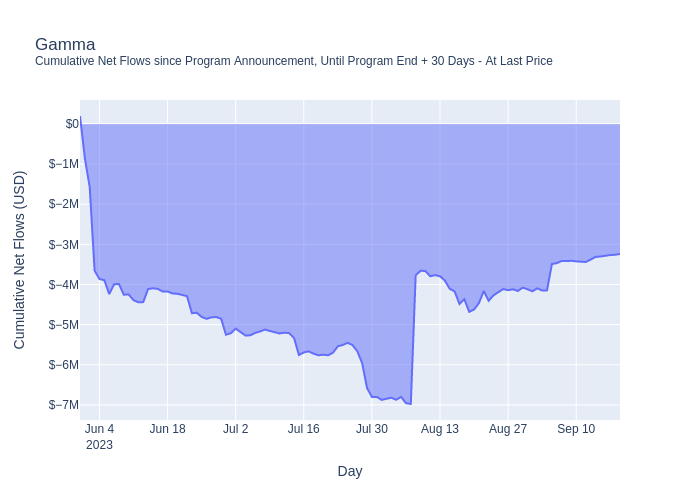 Gamma
Cumulative Net Flows since Program Announcement, Until Program End + 30 Days - At Last Price
$0
$−1M
$−2M
$−3M
$−4M
$−5M
$−6M
$−7M
Cumulative Net Flows (USD)
Jun 4 Jun 18 Jul 2 Jul 16 Jul 30 Aug 13 Aug 27 Sep 10
2023
Day